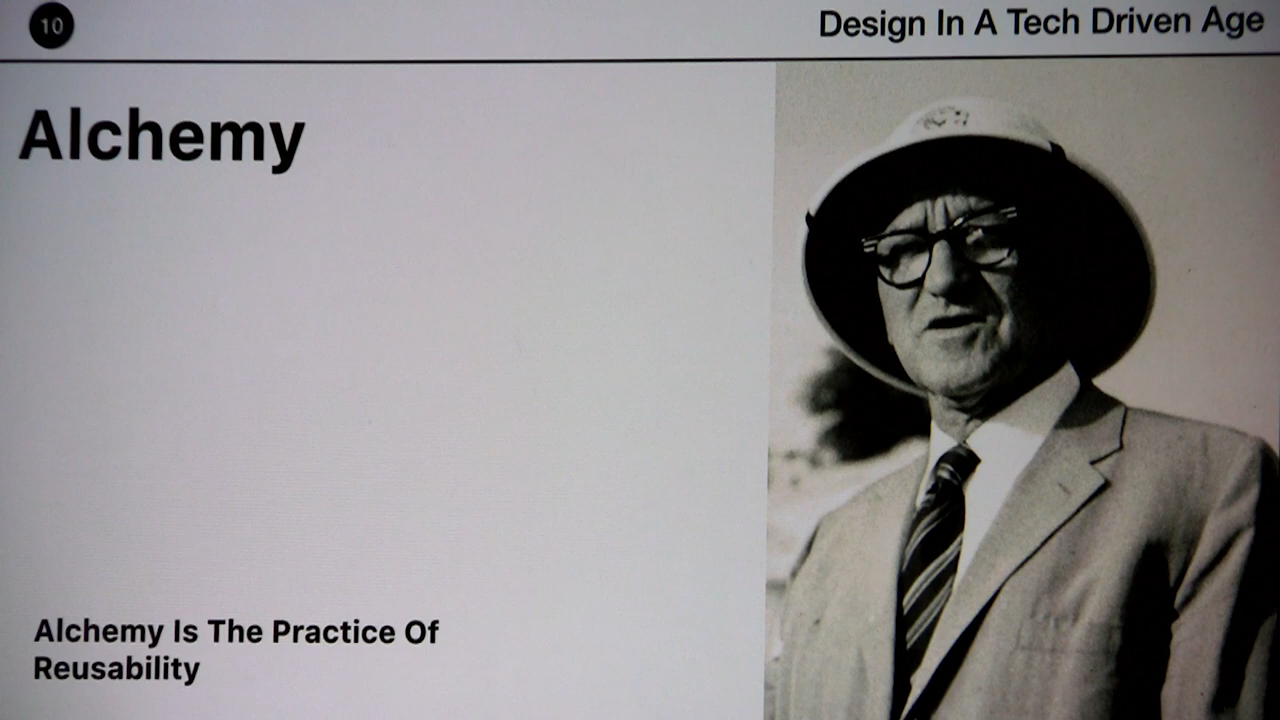 10
Design In A Tech Driven Age
Alchemy
Alchemy Is The Practice Of
Reusability